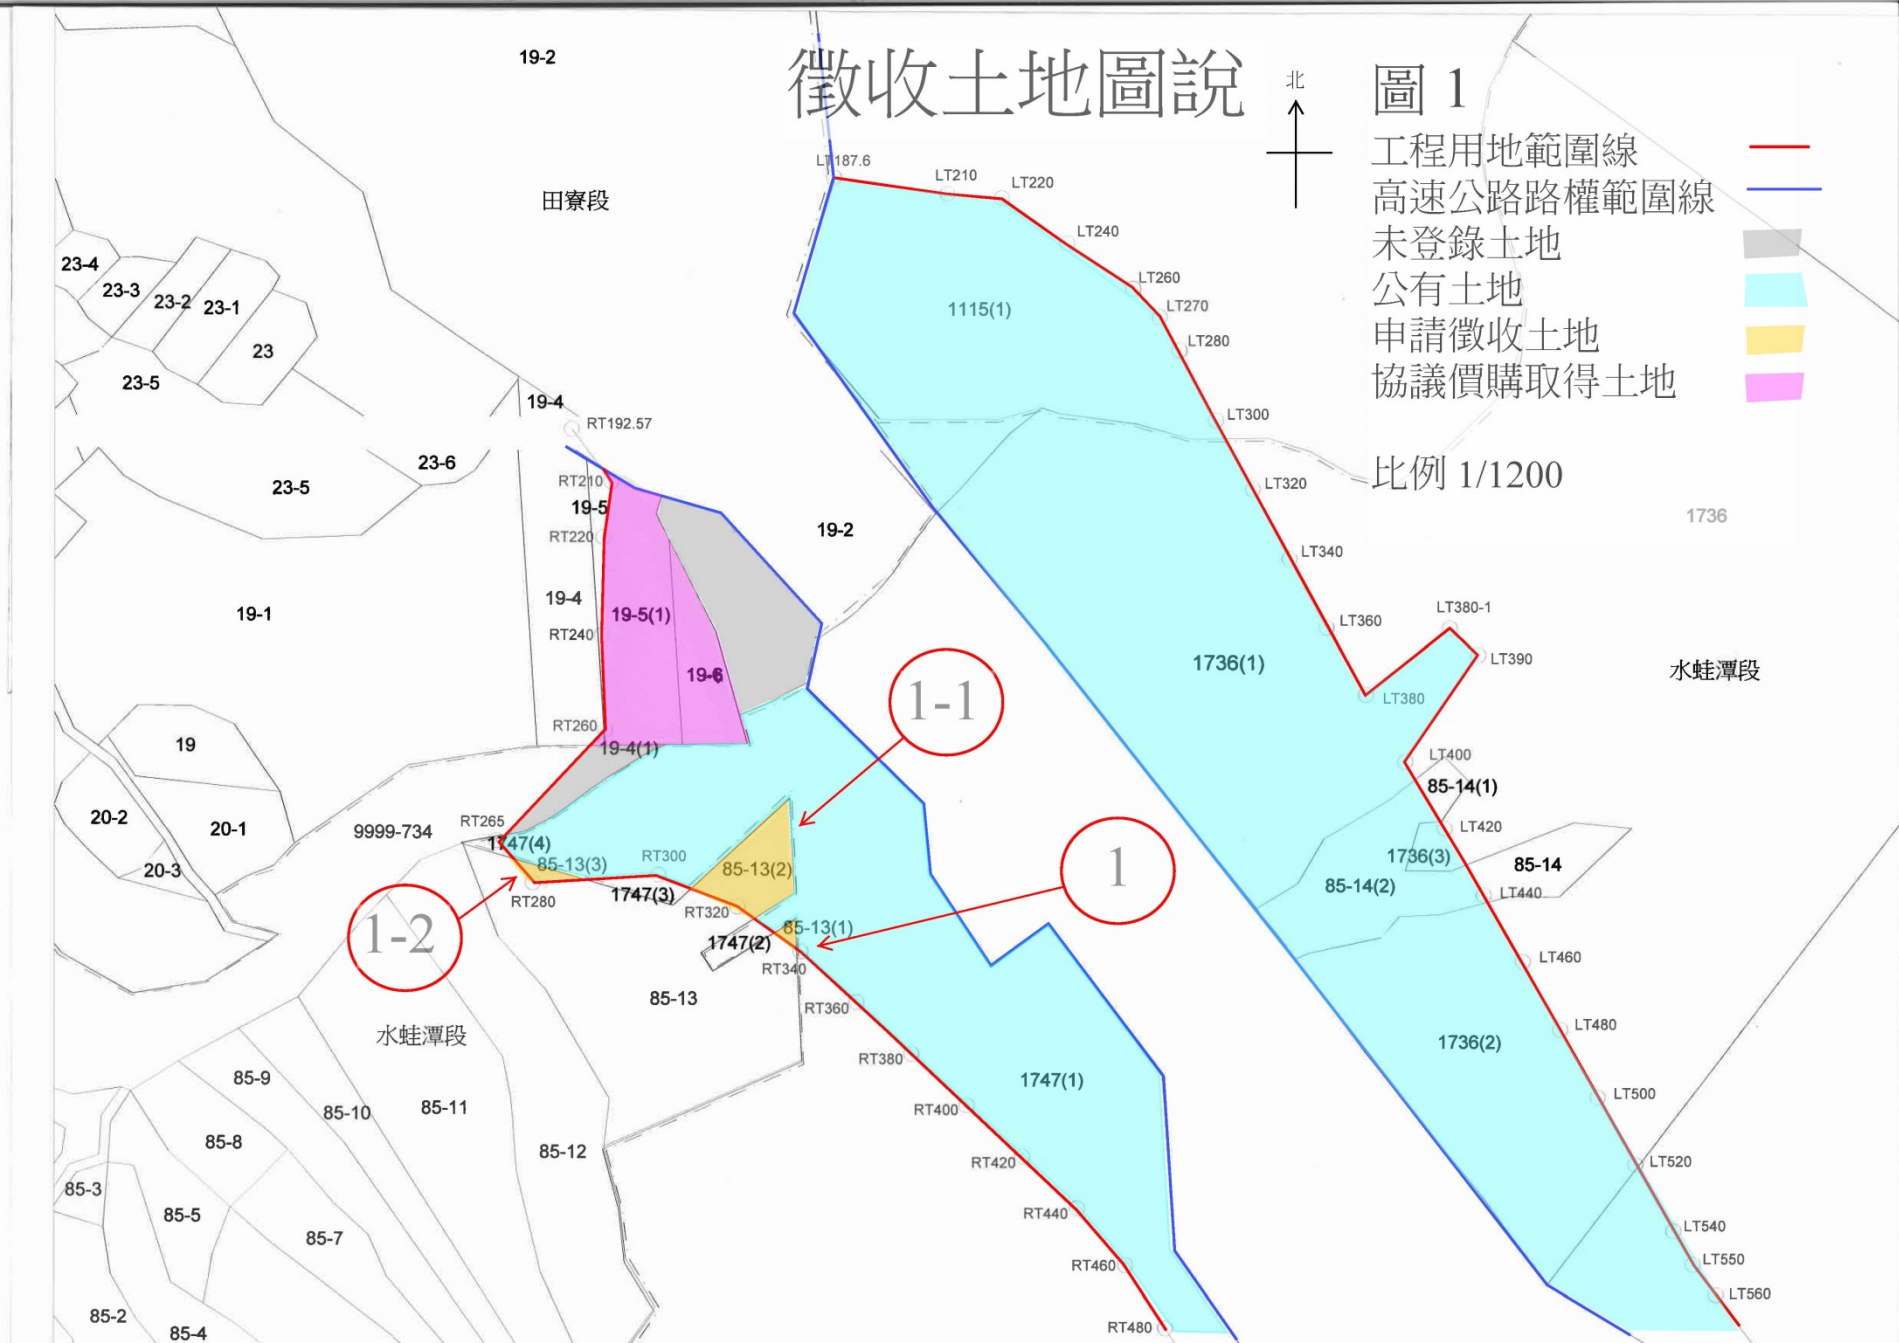 徵收土地圖說
北
圖 1
工程用地範圍線
高速公路路權範圍線
未登錄土地
公有土地
申請徵收土地
協議價購取得土地
比例 1/1200
19-2
田寮段
LT187.6
LT210
LT220
LT240
LT260
LT270
LT280
LT300
LT320
LT340
LT360
LT380
LT380-1
LT390
LT400
LT420
LT440
LT460
LT480
LT500
LT520
LT540
LT550
LT560
1115(1)
1736
1736(1)
水蛙潭段
85-14(1)
1736(3)
85-14
85-14(2)
1736(2)
23-4
23-3
23-2
23-1
23
23-5
19-4
RT192.57
23-6
23-5
RT210
19-5
RT220
19-2
19-4
19-5(1)
19-1
RT240
19-6
1-1
RT260
19-4(1)
19
20-2
20-1
20-3
9999-734
RT265
1747(4)
85-13(3)
RT300
85-13(2)
1
RT280
1747(3)
RT320
85-13(1)
1-2
1747(2)
RT340
85-13
RT360
水蛙潭段
RT380
85-9
85-10
85-11
1747(1)
RT400
85-8
85-12
RT420
85-3
85-5
RT440
85-7
RT460
85-2
85-4
RT480